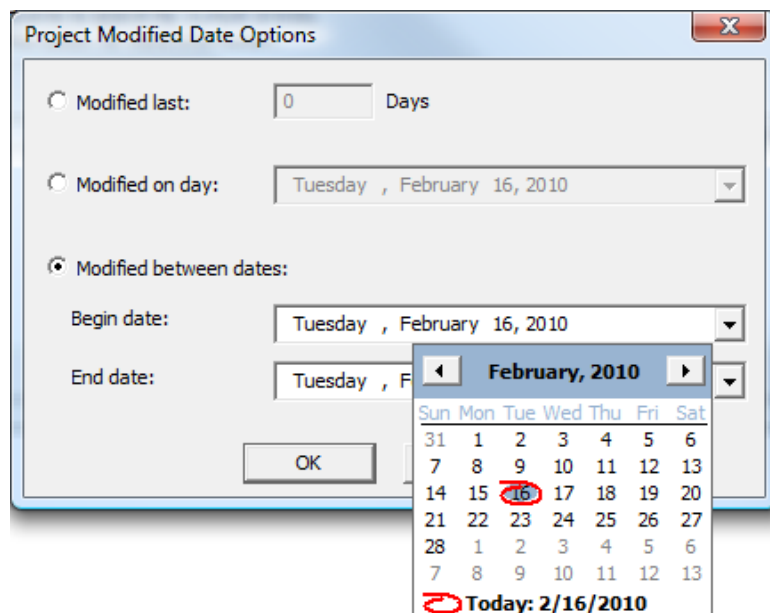 Project Modified Date Options
Modified last: 0 Days
Modified on day: Tuesday , February 16, 2010
Modified between dates:
Begin date: Tuesday , February 16, 2010
End date: Tuesday ,
February, 2010
Sun Mon Tue Wed Thu Fri Sat
31 1 2 3 4 5 6
7 8 9 10 11 12 13
14 15 16 17 18 19 20
21 22 23 24 25 26 27
28 1 2 3 4 5 6
7 8 9 10 11 12 13
Today: 2/16/2010
OK